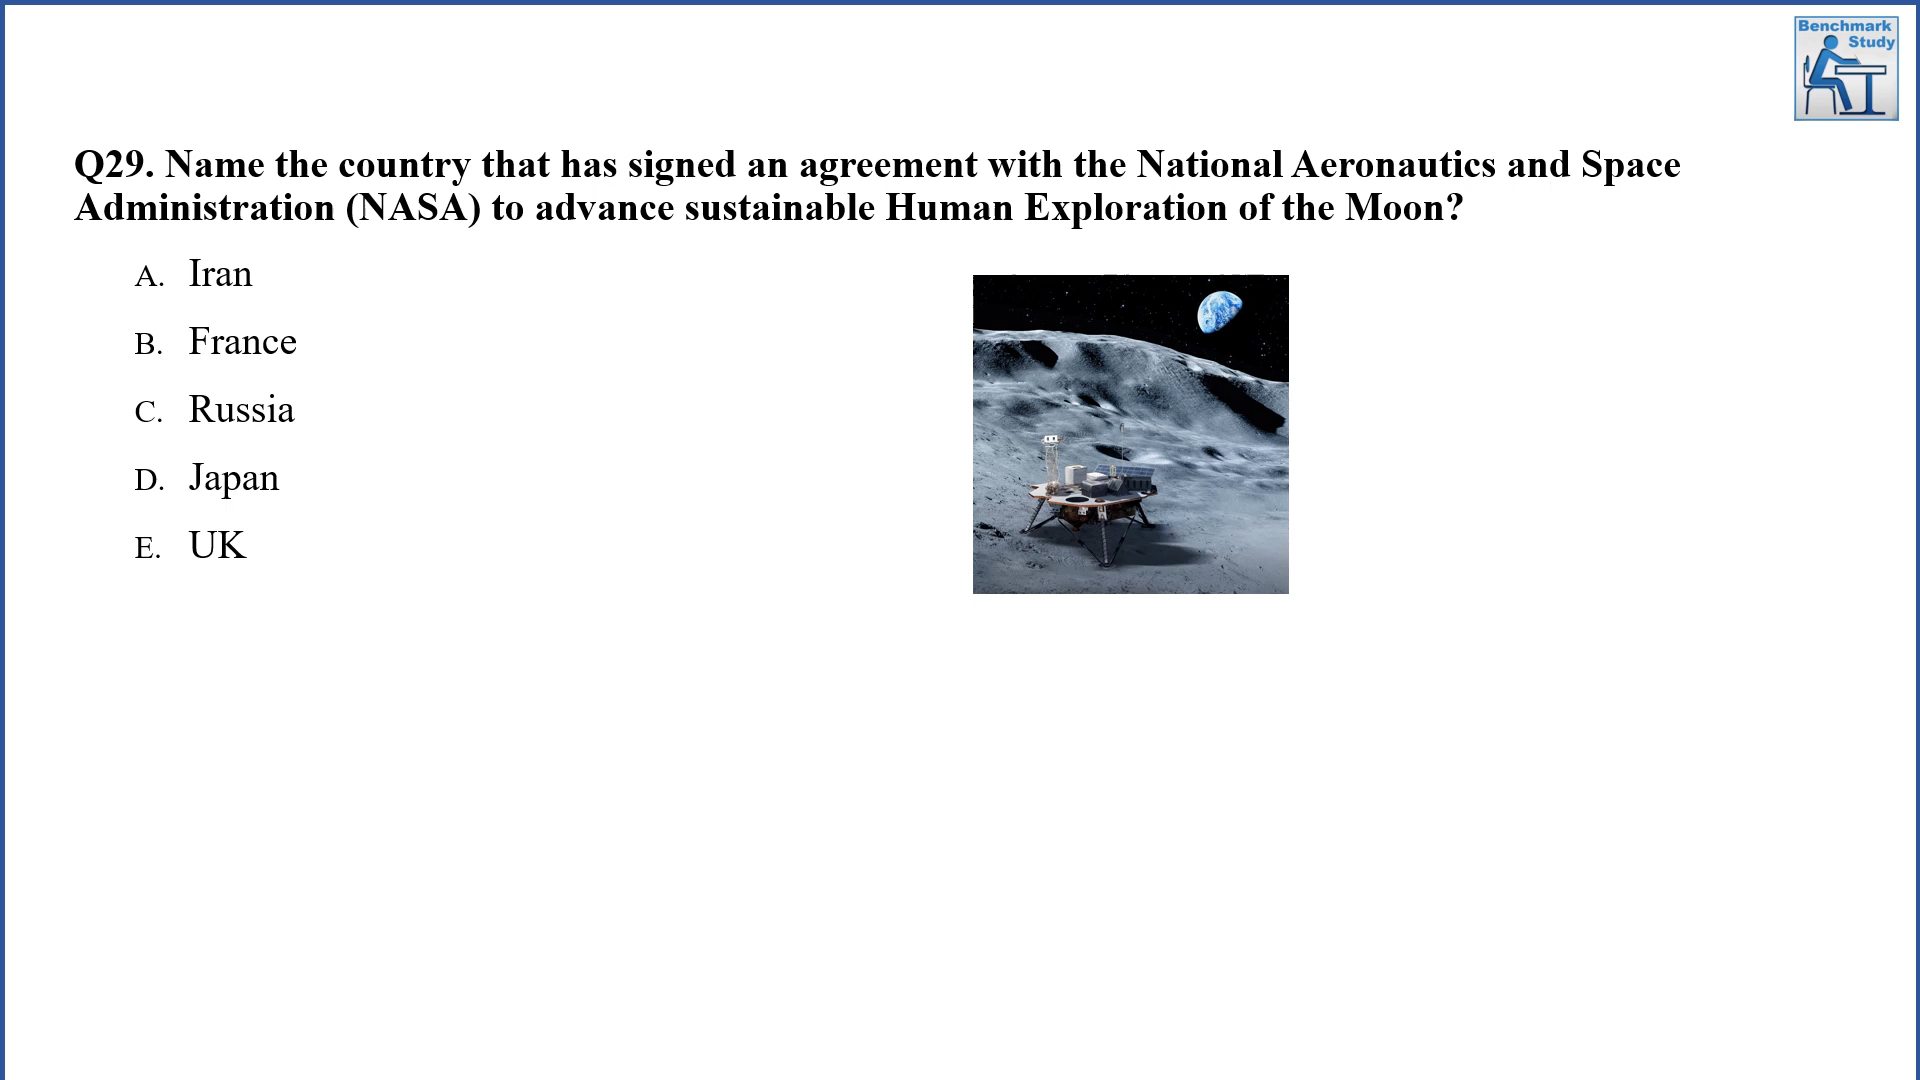 Benchmark
Study
Q29. Name the country that has signed an agreement with the National Aeronautics and Space
Administration (NASA) to advance sustainable Human Exploration of the Moon?
A. Iran
B. France
C. Russia
D. Japan
E. UK